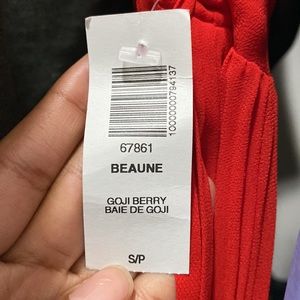 10000000794137
67861
BEAUNE
GOJI BERRY
BAIE DE GOJI
S/P